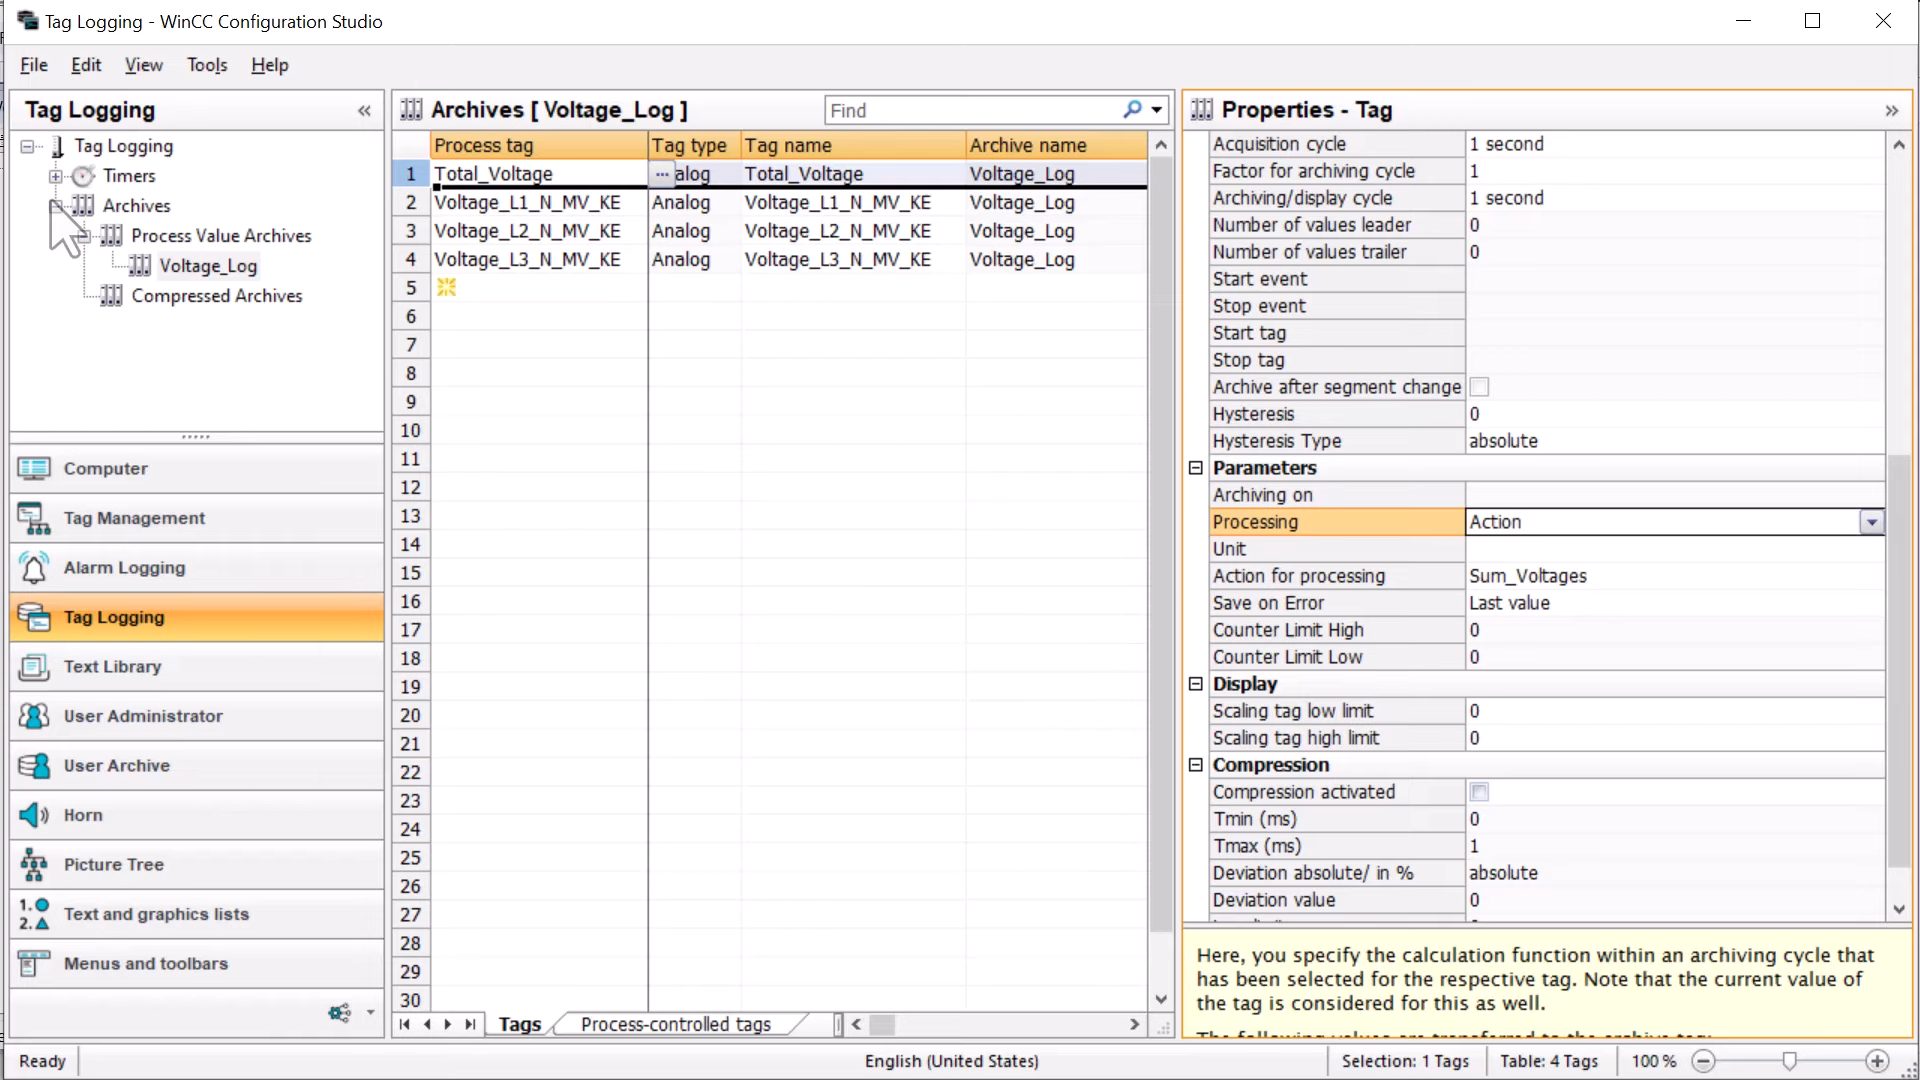 Tag Logging - WinCC Configuration Studio
File Edit View Tools Help
Tag Logging «
Tag Logging
Timers
Archives
Process Value Archives
Voltage_Log
Compressed Archives
Computer
Tag Management
Alarm Logging
Tag Logging
Text Library
User Administrator
User Archive
Horn
Picture Tree
Text and graphics lists
Menus and toolbars
Archives [ Voltage_Log ] Find
Process tag Tag type Tag name Archive name
1 Total_Voltage ... alog Total_Voltage Voltage_Log
2 Voltage_L1_N_MV_KE Analog Voltage_L1_N_MV_KE Voltage_Log
3 Voltage_L2_N_MV_KE Analog Voltage_L2_N_MV_KE Voltage_Log
4 Voltage_L3_N_MV_KE Analog Voltage_L3_N_MV_KE Voltage_Log
5
6
7
8
9
10
11
12
13
14
15
16
17
18
19
20
21
22
23
24
25
26
27
28
29
30
Tags Process-controlled tags
Properties - Tag »
Acquisition cycle 1 second
Factor for archiving cycle 1
Archiving/display cycle 1 second
Number of values leader 0
Number of values trailer 0
Start event
Stop event
Start tag
Stop tag
Archive after segment change
Hysteresis 0
Hysteresis Type absolute
Parameters
Archiving on
Processing Action
Unit
Action for processing Sum_Voltages
Save on Error Last value
Counter Limit High 0
Counter Limit Low 0
Display
Scaling tag low limit 0
Scaling tag high limit 0
Compression
Compression activated
Tmin (ms) 0
Tmax (ms) 1
Deviation absolute/ in % absolute
Deviation value 0
Here, you specify the calculation function within an archiving cycle that
has been selected for the respective tag. Note that the current value of
the tag is considered for this as well.
The following values are transferred to the archive tag:
Ready English (United States) Selection: 1 Tags Table: 4 Tags 100 %